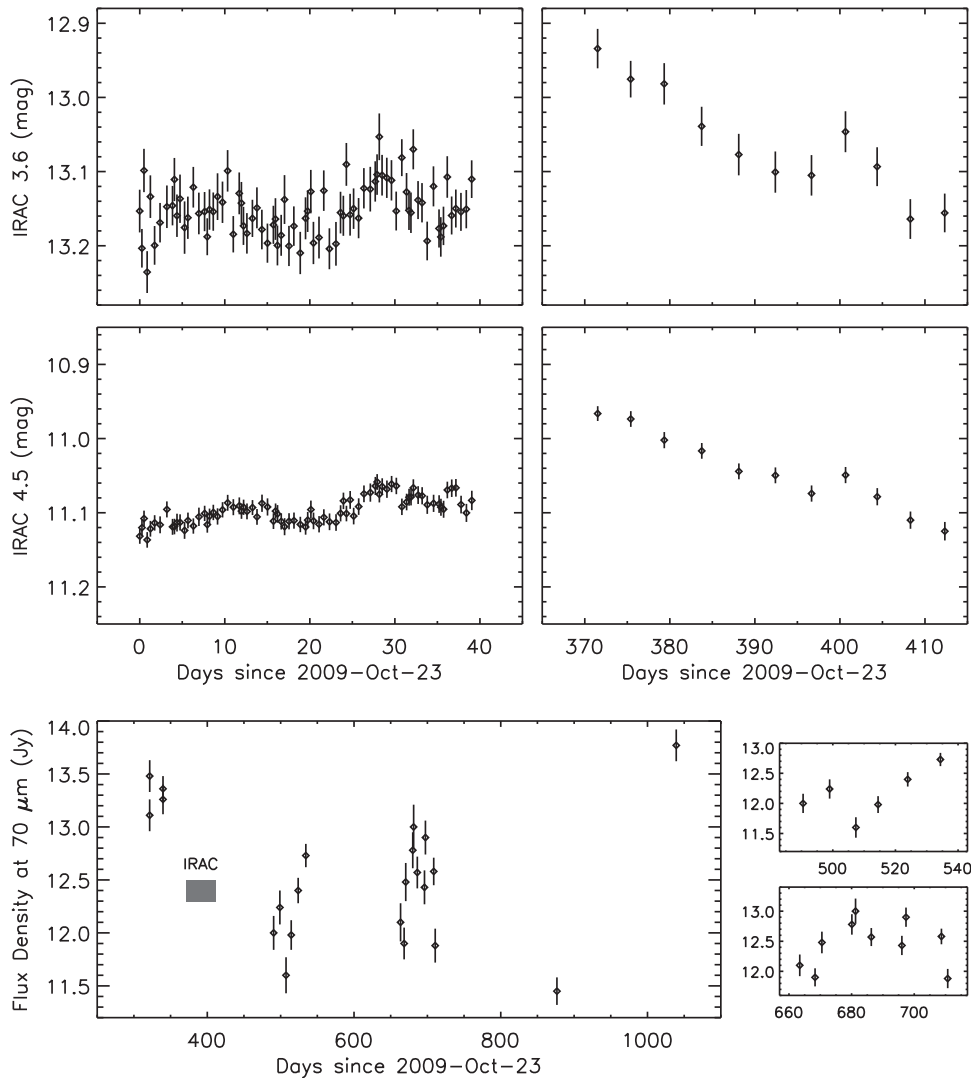 IRAC 3.6 (mag)
12.9
13.0
13.1
13.2
IRAC 4.5 (mag)
10.9
11.0
11.1
11.2
0 10 20 30 40
Days since 2009-Oct-23
370 380 390 400 410
Days since 2009-Oct-23
Flux Density at 70 μm (Jy)
14.0
13.5
13.0
12.5
12.0
11.5
IRAC
400 600 800 1000
Days since 2009-Oct-23
13.0
12.5
12.0
11.5
500 520 540
13.0
12.5
12.0
660 680 700